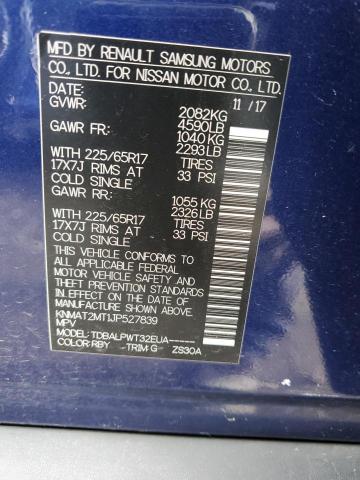 MFD BY RENAULT SAMSUNG MOTORS
CO., LTD. FOR NISSAN MOTOR CO., LTD.
DATE: 11/17
GVWR: 2082KG
4590LB
GAWR FR: 1040KG
2293LB
WITH 225/65R17 TIRES
17X7J RIMS AT 33 PSI
COLD SINGLE
GAWR RR: 1055 KG
2326LB
WITH 225/65R17 TIRES
17X7J RIMS AT 33 PSI
COLD SINGLE
THIS VEHICLE CONFORMS TO
ALL APPLICABLE FEDERAL
MOTOR VEHICLE SAFETY AND
THEFT PREVENTION STANDARD
IN EFFECT ON THE DATE OF
MANUFACTURE SHOWN ABOVE.
KNMAT2MT1JP527839
MPV
MODEL: TDBALPWT32EUA-----
COLOR:RBY TRIM:G ZS30A